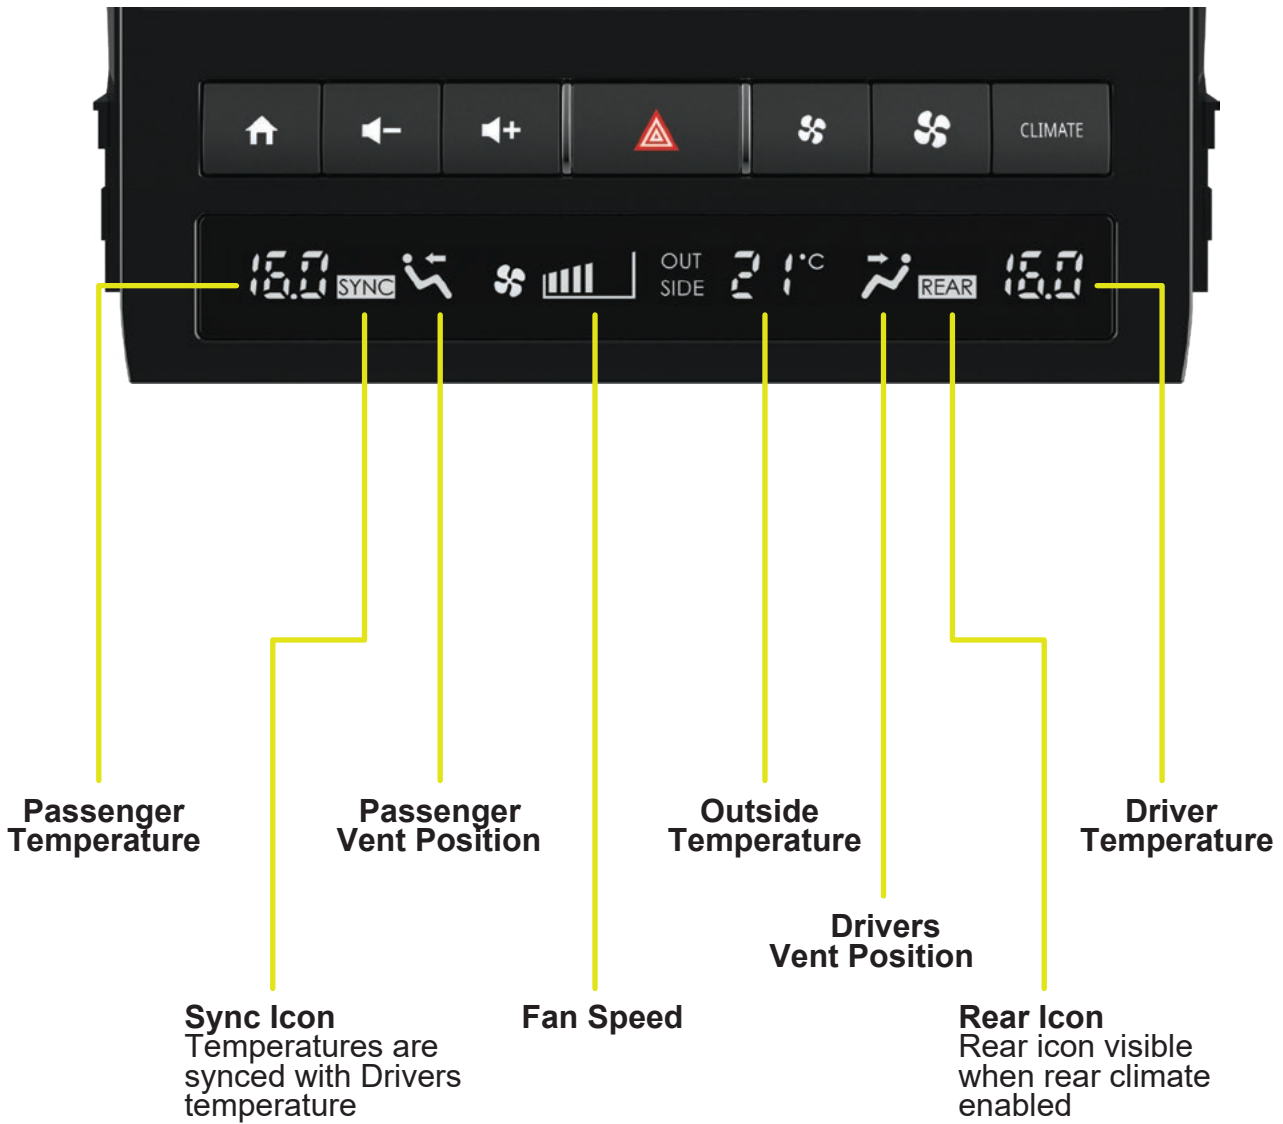 CLIMATE
16.0 SYNC OUT SIDE 21°C REAR 16.0
Passenger
Temperature
Passenger
Vent Position
Outside
Temperature
Driver
Temperature
Drivers
Vent Position
Sync Icon
Temperatures are
synced with Drivers
temperature
Fan Speed
Rear Icon
Rear icon visible
when rear climate
enabled